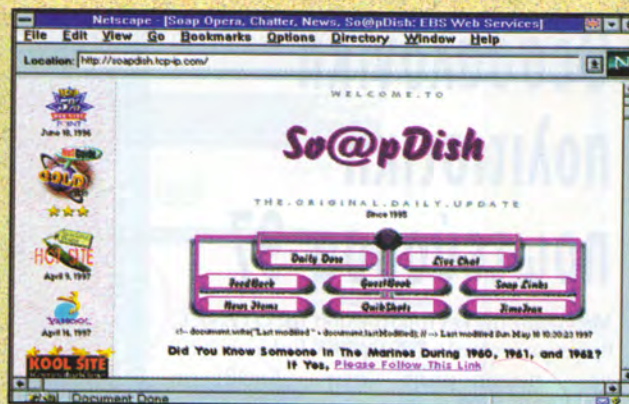 Netscape - [Soap Opera, Chatter, News, So@pDish: EBS Web Services]
File Edit View Go Bookmarks Options Directory Window Help
Location: http://soapdish.tcp-ip.com/
N
POINT
June 10, 1996
GOLD
HOT SITE
April 9, 1997
YAHOO!
April 16, 1997
KOOL SITE
WELCOME.TO
So@pDish
THE.ORIGINAL.DAILY.UPDATE
Since 1995
Daily Dose Live Chat
FeedBack GuestBook Soap Links
News Items QuikShots TimeTrax
<!-- document.write("Last modified " + document.lastModified); // --> Last modified Sun May 18 10:30:23 1997
Did You Know Someone In The Marines During 1960, 1961, and 1962?
If Yes, Please Follow This Link
Document Done